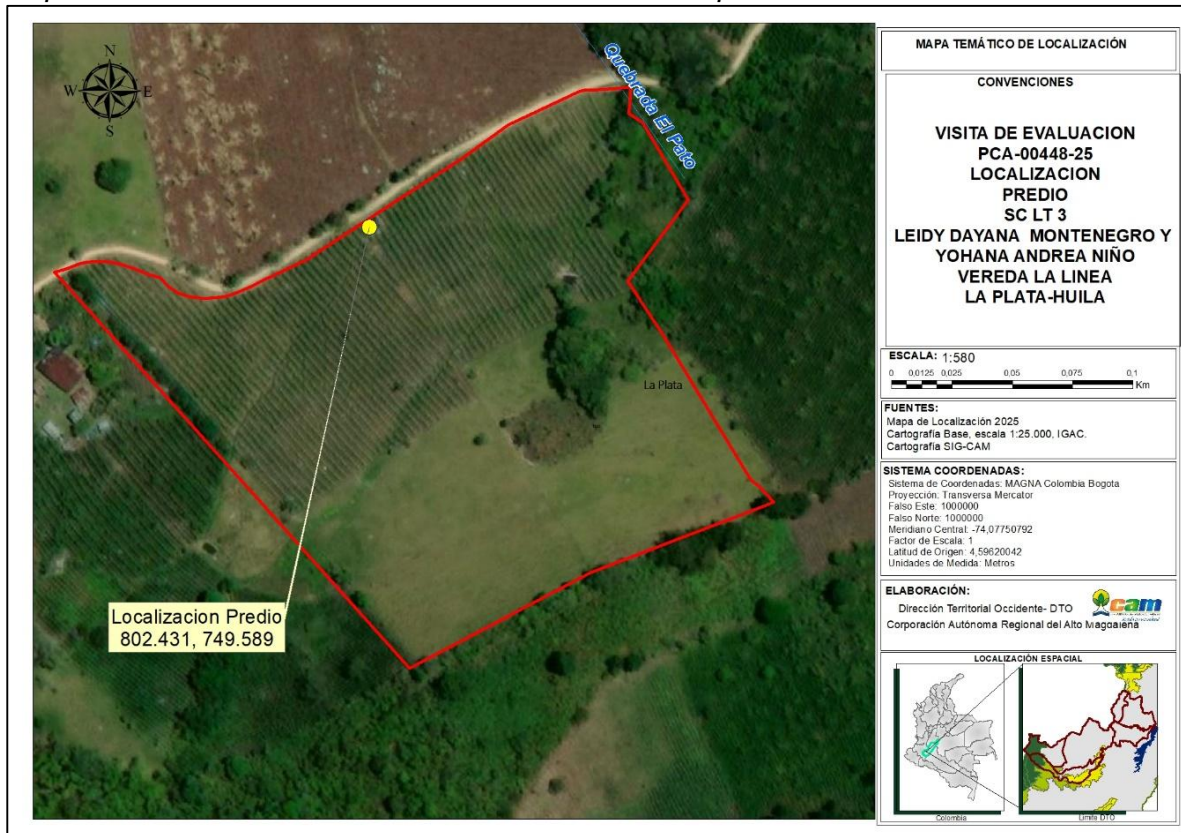 MAPA TEMÁTICO DE LOCALIZACIÓN
CONVENCIONES
VISITA DE EVALUACION
PCA-00448-25
LOCALIZACION
PREDIO
SC LT 3
LEIDY DAYANA MONTENEGRO Y
YOHANA ANDREA NIÑO
VEREDA LA LINEA
LA PLATA-HUILA
ESCALA: 1:580
0 0,0125 0,025 0,05 0,075 0,1
Km
FUENTES:
Mapa de Localización 2025
Cartografía Base, escala 1:25.000, IGAC.
Cartografía SIG-CAM
SISTEMA COORDENADAS:
Sistema de Coordenadas: MAGNA Colombia Bogota
Proyección: Transversa Mercator
Falso Este: 1000000
Falso Norte: 1000000
Meridiano Central: -74,07750792
Factor de Escala: 1
Latitud de Origen: 4,59620042
Unidades de Medida: Metros
ELABORACIÓN:
Dirección Territorial Occidente- DTO
cam
Corporación Autónoma Regional del Alto Magdalena
LOCALIZACIÓN ESPACIAL
Colombia
Límite DTO
N
W
E
S
Quebrada El Pato
La Plata
Localizacion Predio
802.431, 749.589